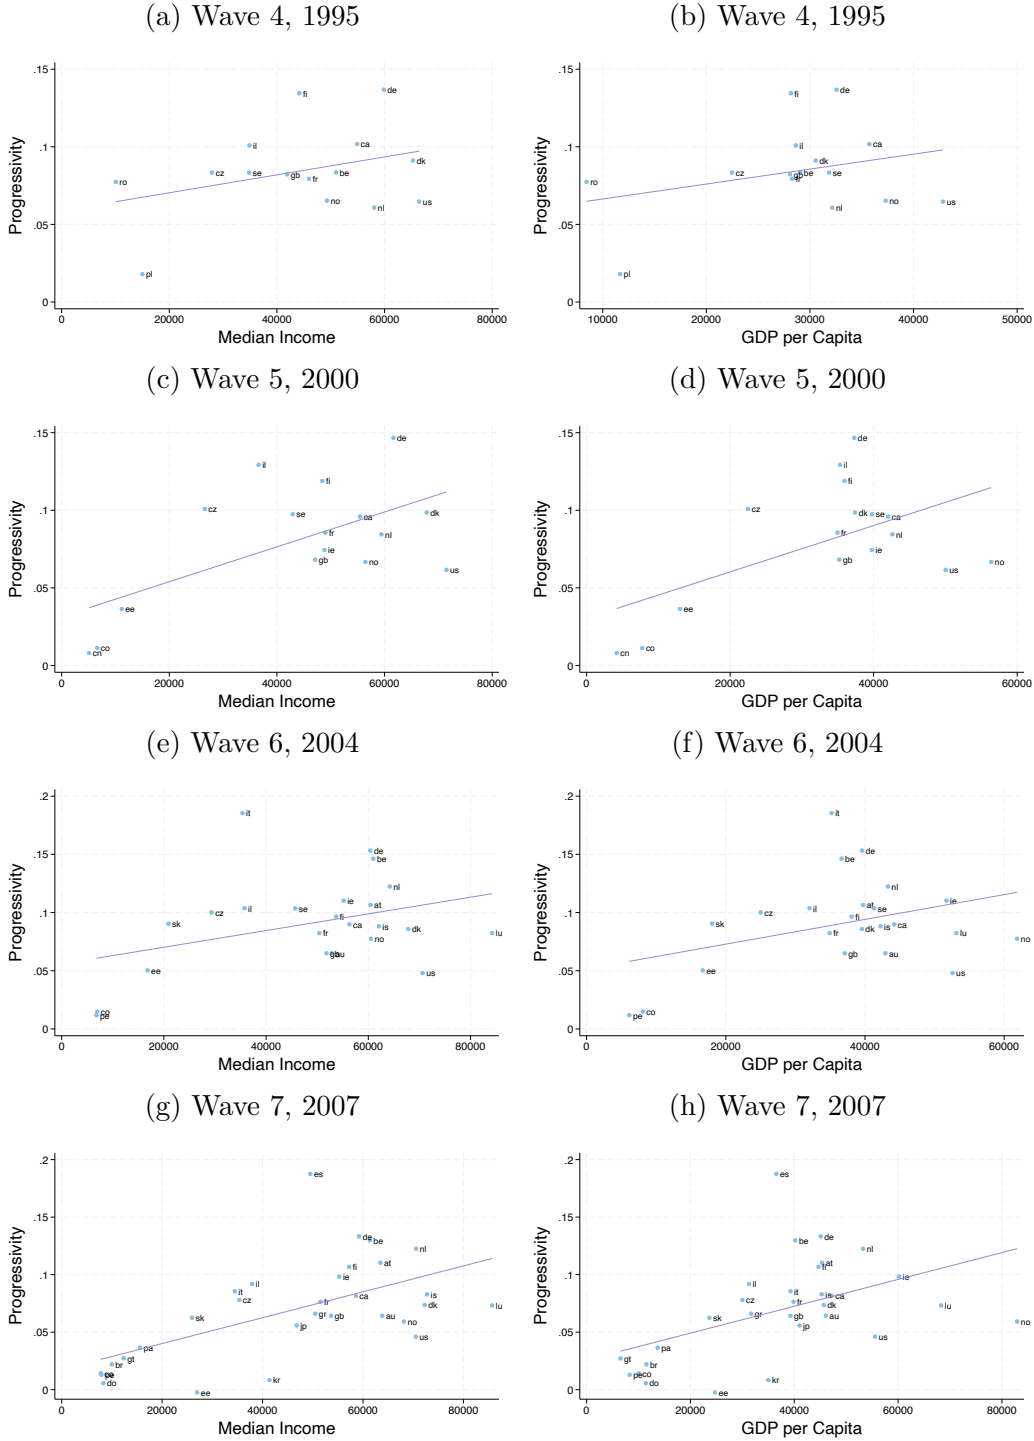 (a) Wave 4, 1995
(b) Wave 4, 1995
.15
.1
.05
0
Progressivity
ro
pl
cz
il
se
gb
fi
fr
no
be
ca
nl
de
dk
us
0 20000 40000 60000 80000
Median Income
.15
.1
.05
0
Progressivity
ro
pl
cz
fi
il
gb
fr
be
dk
se
nl
de
ca
no
us
10000 20000 30000 40000 50000
GDP per Capita
(c) Wave 5, 2000
(d) Wave 5, 2000
.15
.1
.05
0
Progressivity
cn
co
ee
cz
il
se
gb
fi
fr
ie
ca
no
nl
de
dk
us
0 20000 40000 60000 80000
Median Income
.15
.1
.05
0
Progressivity
cn
co
ee
cz
de
il
fi
fr
gb
dk
se
ie
ca
nl
us
no
0 20000 40000 60000
GDP per Capita
(e) Wave 6, 2004
(f) Wave 6, 2004
.2
.15
.1
.05
0
Progressivity
co
pe
ee
sk
cz
it
il
se
fr
gb
au
fi
ie
ca
de
be
at
no
is
nl
dk
us
lu
0 20000 40000 60000 80000
Median Income
.2
.15
.1
.05
0
Progressivity
pe
co
ee
sk
cz
il
it
fr
be
gb
fi
de
at
dk
se
is
nl
au
ca
ie
us
lu
no
0 20000 40000 60000
GDP per Capita
(g) Wave 7, 2007
(h) Wave 7, 2007
.2
.15
.1
.05
0
Progressivity
co
pe
do
br
gt
pa
sk
ee
it
cz
il
kr
jp
es
gr
fr
gb
ie
fi
ca
de
be
at
au
no
nl
us
dk
is
lu
0 20000 40000 60000 80000
Median Income
.2
.15
.1
.05
0
Progressivity
gt
pe
co
br
do
pa
sk
ee
cz
il
gr
kr
es
it
fr
gb
be
jp
de
at
fi
is
dk
au
ca
nl
us
ie
lu
no
0 20000 40000 60000 80000
GDP per Capita